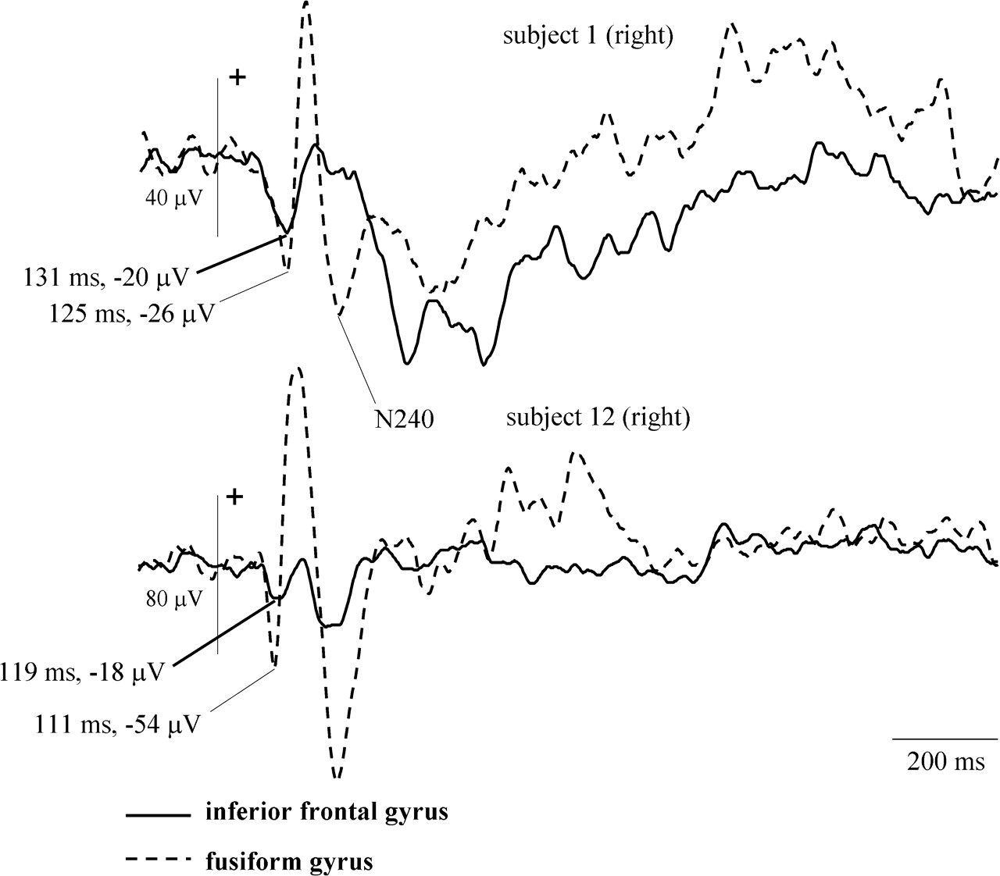 subject 1 (right)
+
40 μV
131 ms, -20 μV
125 ms, -26 μV
N240
subject 12 (right)
+
80 μV
119 ms, -18 μV
111 ms, -54 μV
200 ms
inferior frontal gyrus
fusiform gyrus